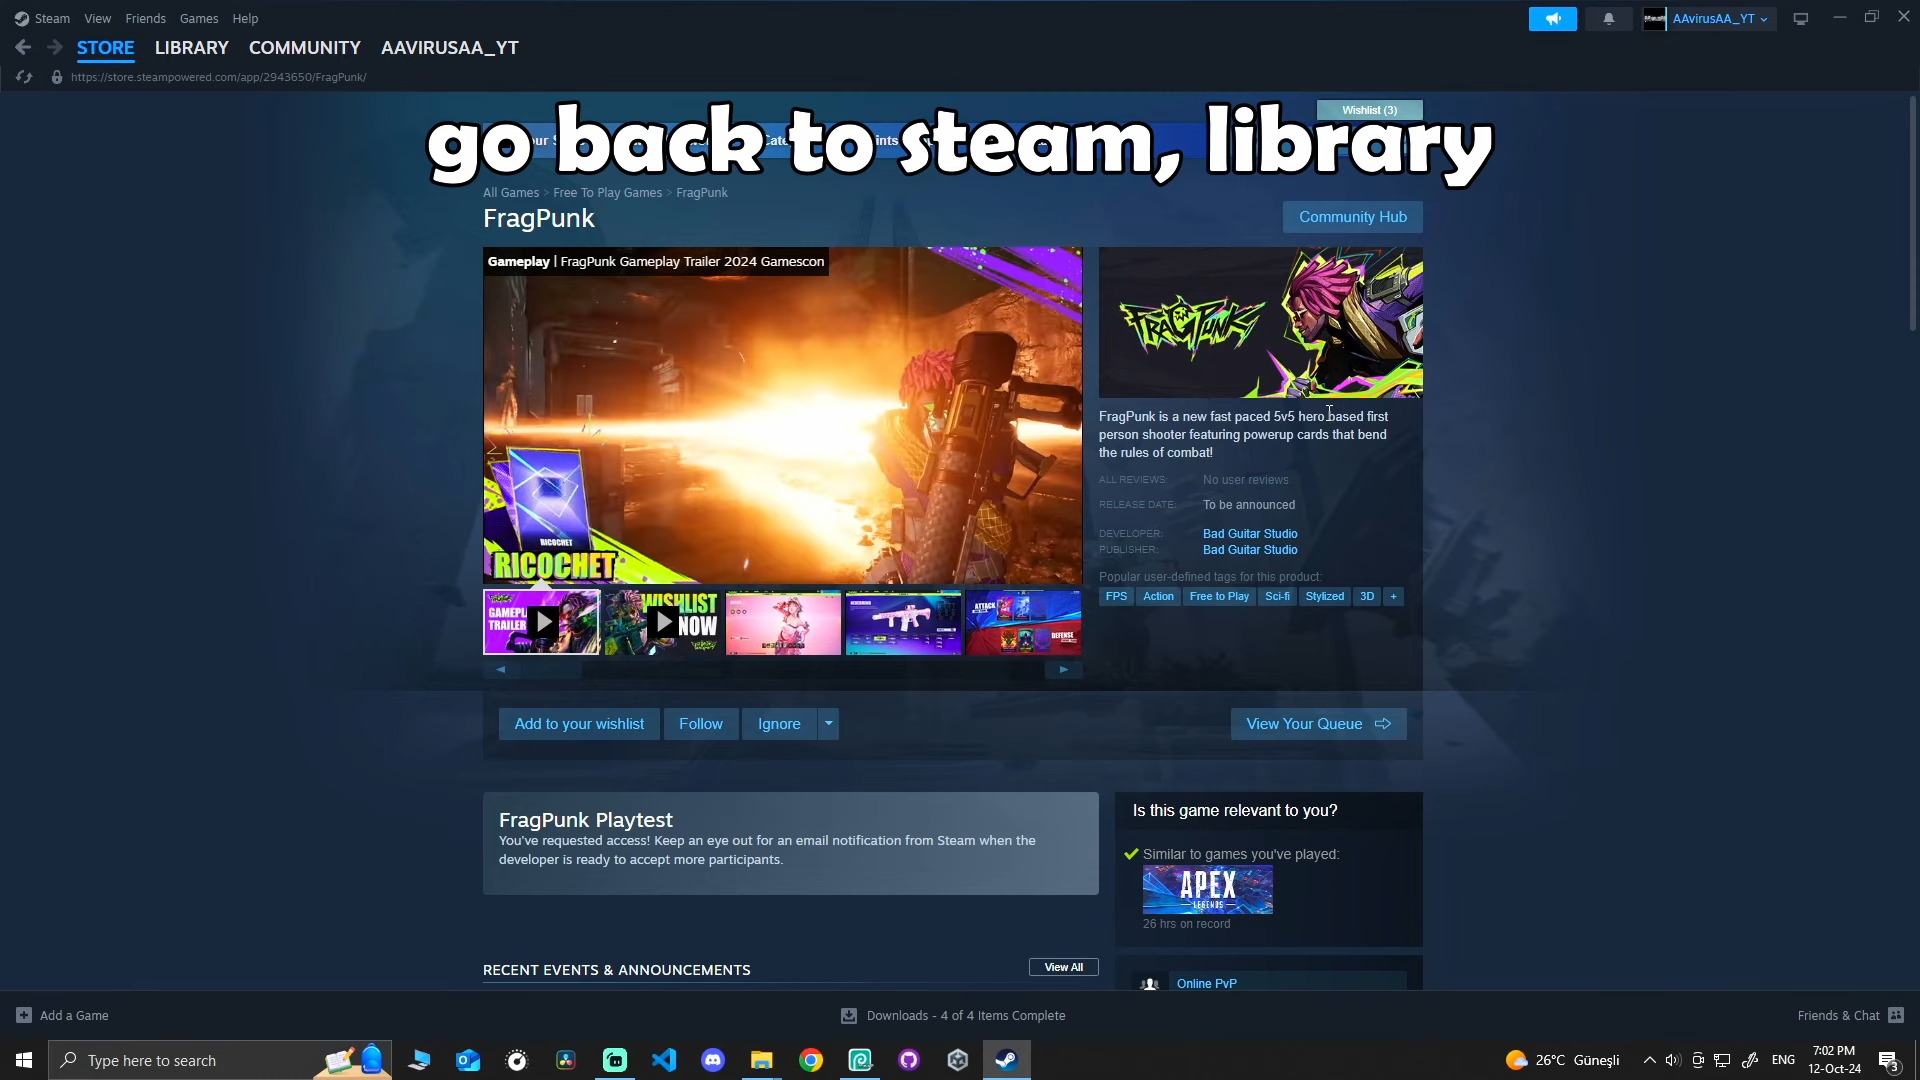 Steam View Friends Games Help
AAvirusAA_YT
STORE LIBRARY COMMUNITY AAVIRUSAA_YT
https://store.steampowered.com/app/2943650/FragPunk/
Wishlist (3)
go back to steam, library
All Games > Free To Play Games > FragPunk
FragPunk
Community Hub
Gameplay | FragPunk Gameplay Trailer 2024 Gamescon
FRAGPUNK
FragPunk is a new fast paced 5v5 hero based first
person shooter featuring powerup cards that bend
the rules of combat!
ALL REVIEWS: No user reviews
RELEASE DATE: To be announced
DEVELOPER: Bad Guitar Studio
PUBLISHER: Bad Guitar Studio
Popular user-defined tags for this product:
FPS Action Free to Play Sci-fi Stylized 3D +
RICOCHET
RICOCHET
WISHLIST
NOW
ATTACK
DEFENSE
Add to your wishlist Follow Ignore
View Your Queue
FragPunk Playtest
You've requested access! Keep an eye out for an email notification from Steam when the
developer is ready to accept more participants.
Is this game relevant to you?
Similar to games you've played:
APEX
LEGENDS
26 hrs on record
RECENT EVENTS & ANNOUNCEMENTS
View All
Online PvP
Add a Game
Downloads - 4 of 4 Items Complete
Friends & Chat
Type here to search
26°C Güneşli
ENG
7:02 PM
12-Oct-24
3